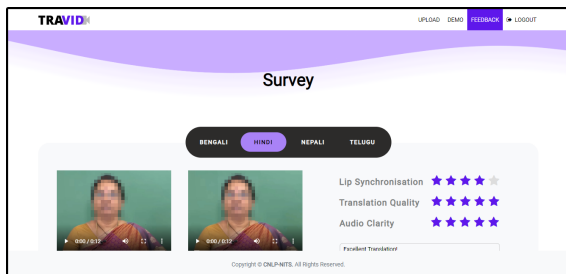 TRAVID
UPLOAD DEMO FEEDBACK LOGOUT
Survey
BENGALI HINDI NEPALI TELUGU
Lip Synchronisation
Translation Quality
Audio Clarity
0:00 / 0:12 0:00 / 0:12
Excellent Translation!
Copyright © CNLP-NITS. All Rights Reserved.